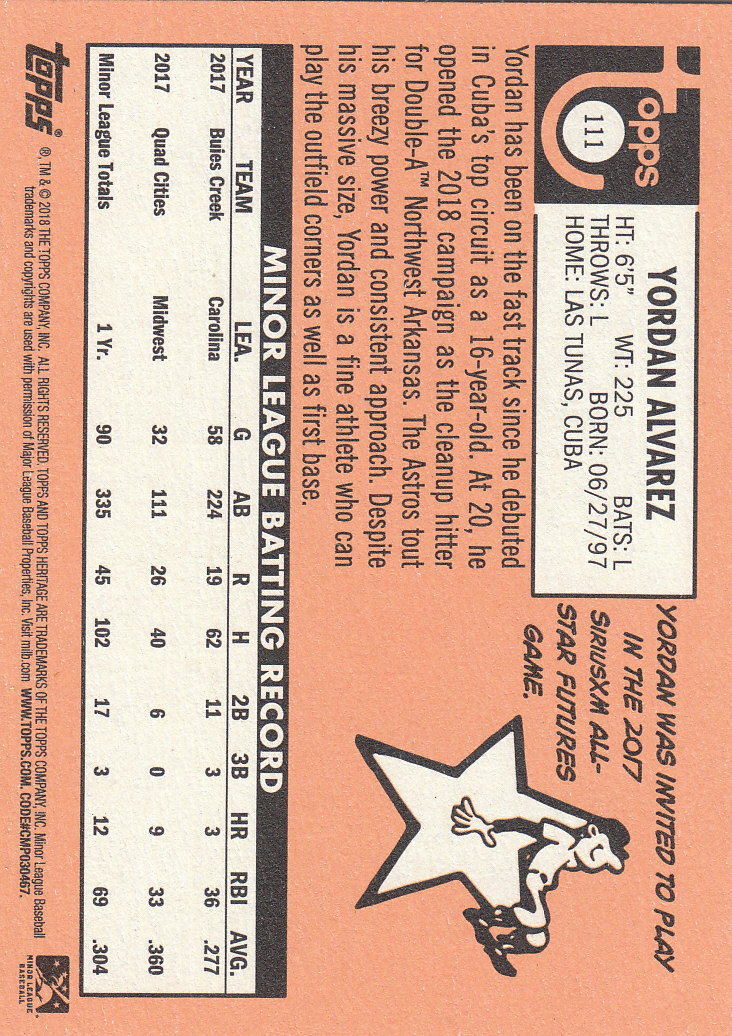 topps
111
YORDAN ALVAREZ
HT: 6'5" WT: 225 BATS: L
THROWS: L BORN: 06/27/97
HOME: LAS TUNAS, CUBA
Yordan has been on the fast track since he debuted
in Cuba's top circuit as a 16-year-old. At 20, he
opened the 2018 campaign as the cleanup hitter
for Double-A™ Northwest Arkansas. The Astros tout
his breezy power and consistent approach. Despite
his massive size, Yordan is a fine athlete who can
play the outfield corners as well as first base.
YORDAN WAS INVITED TO PLAY
IN THE 2017
SIRIUSXM ALL-
STAR FUTURES
GAME.
MINOR LEAGUE BATTING RECORD
YEAR TEAM LEA. G AB R H 2B 3B HR RBI AVG.
2017 Buies Creek Carolina 58 224 19 62 11 3 3 36 .277
2017 Quad Cities Midwest 32 111 26 40 6 0 9 33 .360
Minor League Totals 1 Yr. 90 335 45 102 17 3 12 69 .304
topps®
®, TM & © 2018 THE TOPPS COMPANY, INC. ALL RIGHTS RESERVED. TOPPS AND TOPPS HERITAGE ARE TRADEMARKS OF THE TOPPS COMPANY, INC. Minor League Baseball
trademarks and copyrights are used with permission of Major League Baseball Properties, Inc. Visit milb.com WWW.TOPPS.COM. CODE#CMP030467.
MINOR LEAGUE
BASEBALL